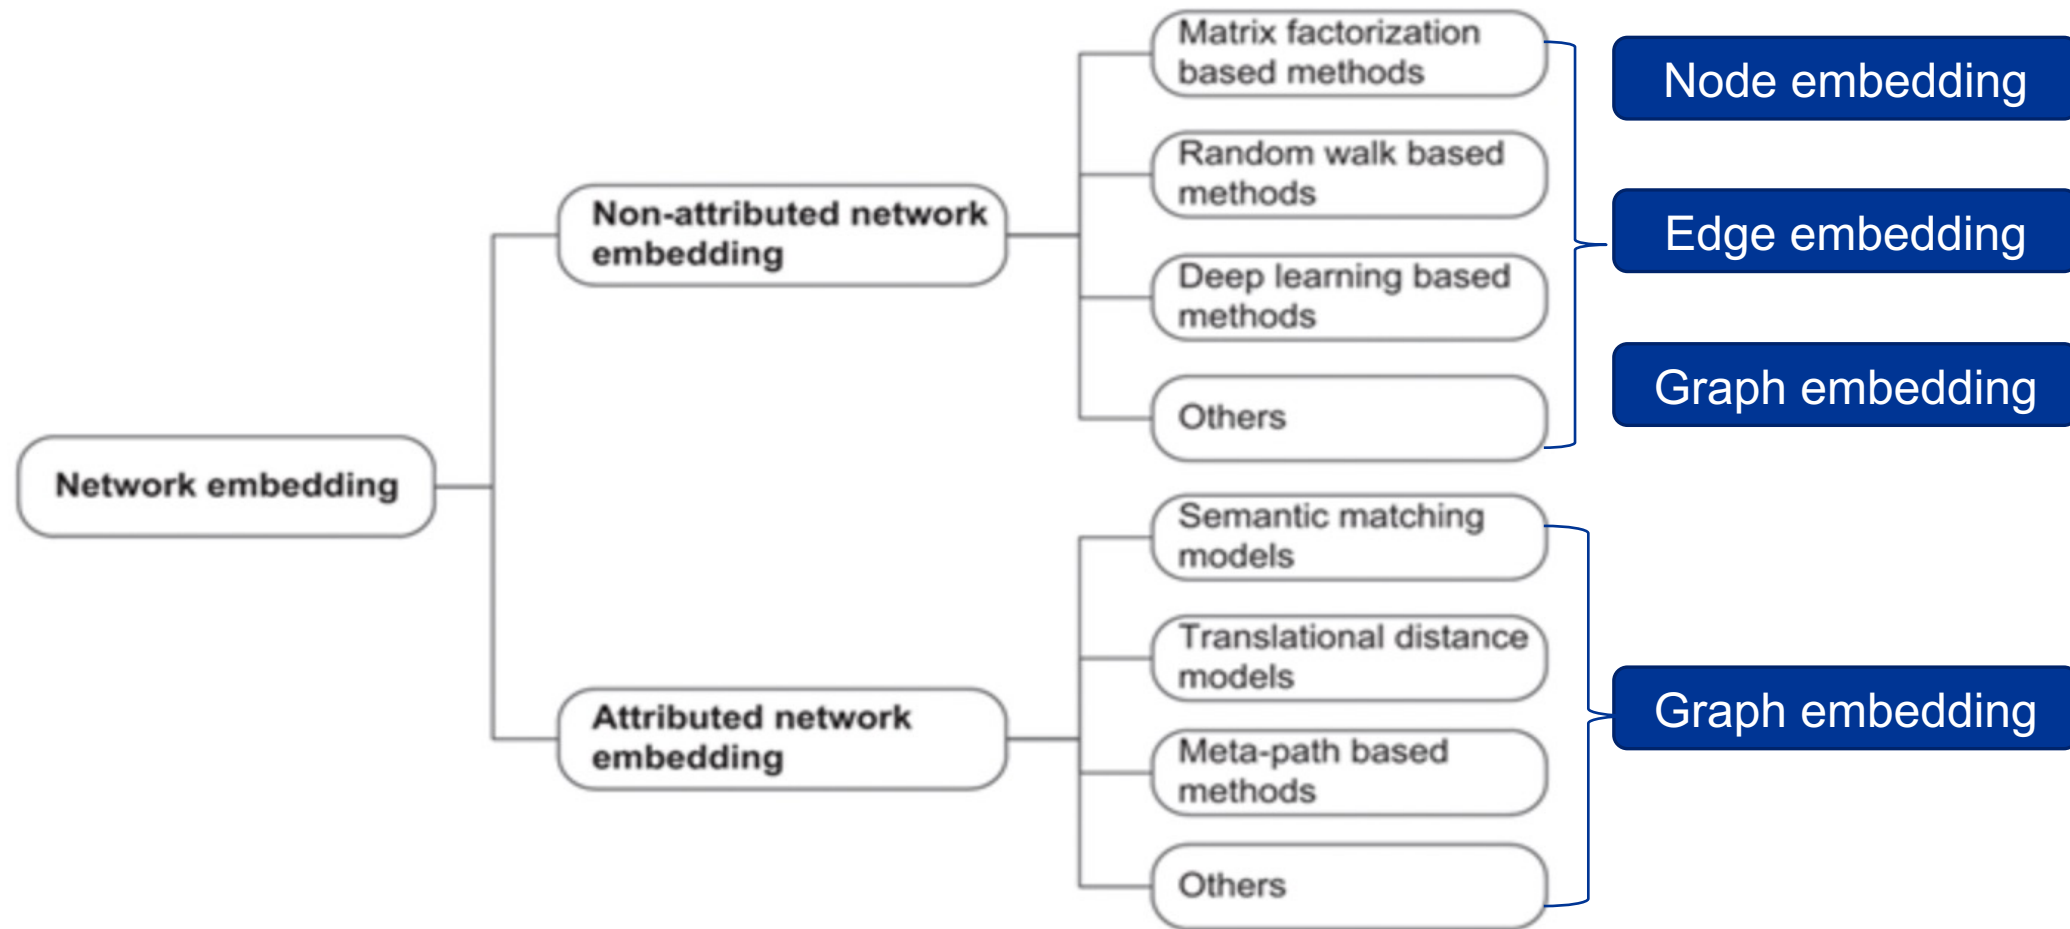 Network embedding
Non-attributed network
embedding
Matrix factorization
based methods
Random walk based
methods
Deep learning based
methods
Others
Node embedding
Edge embedding
Graph embedding
Attributed network
embedding
Semantic matching
models
Translational distance
models
Meta-path based
methods
Others
Graph embedding